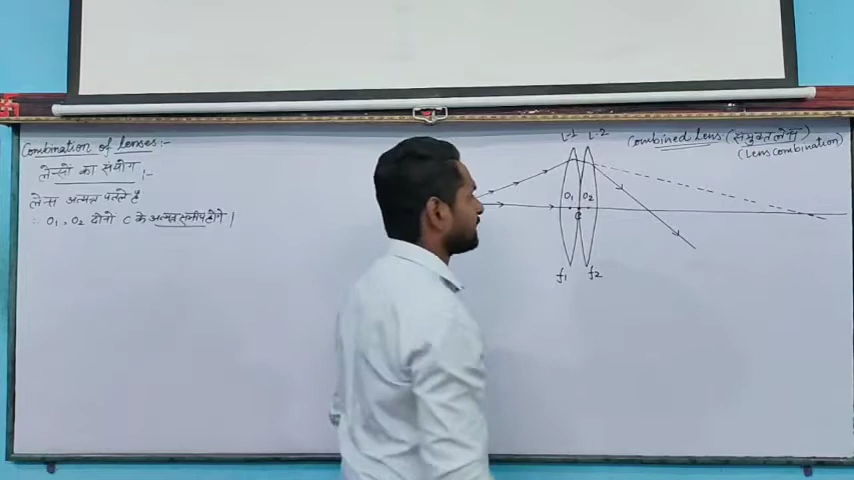 Combination of lenses:-
लेन्सो का संयोग :-
लेंस अत्यन्त पतले है
∴ O₁, O₂ दोनो C के अत्यन्त समीप होंगे |
L-1 L-2
Combined Lens (संयुक्त लेंस)
(Lens Combination)
O₁ O₂
C
f₁ f₂